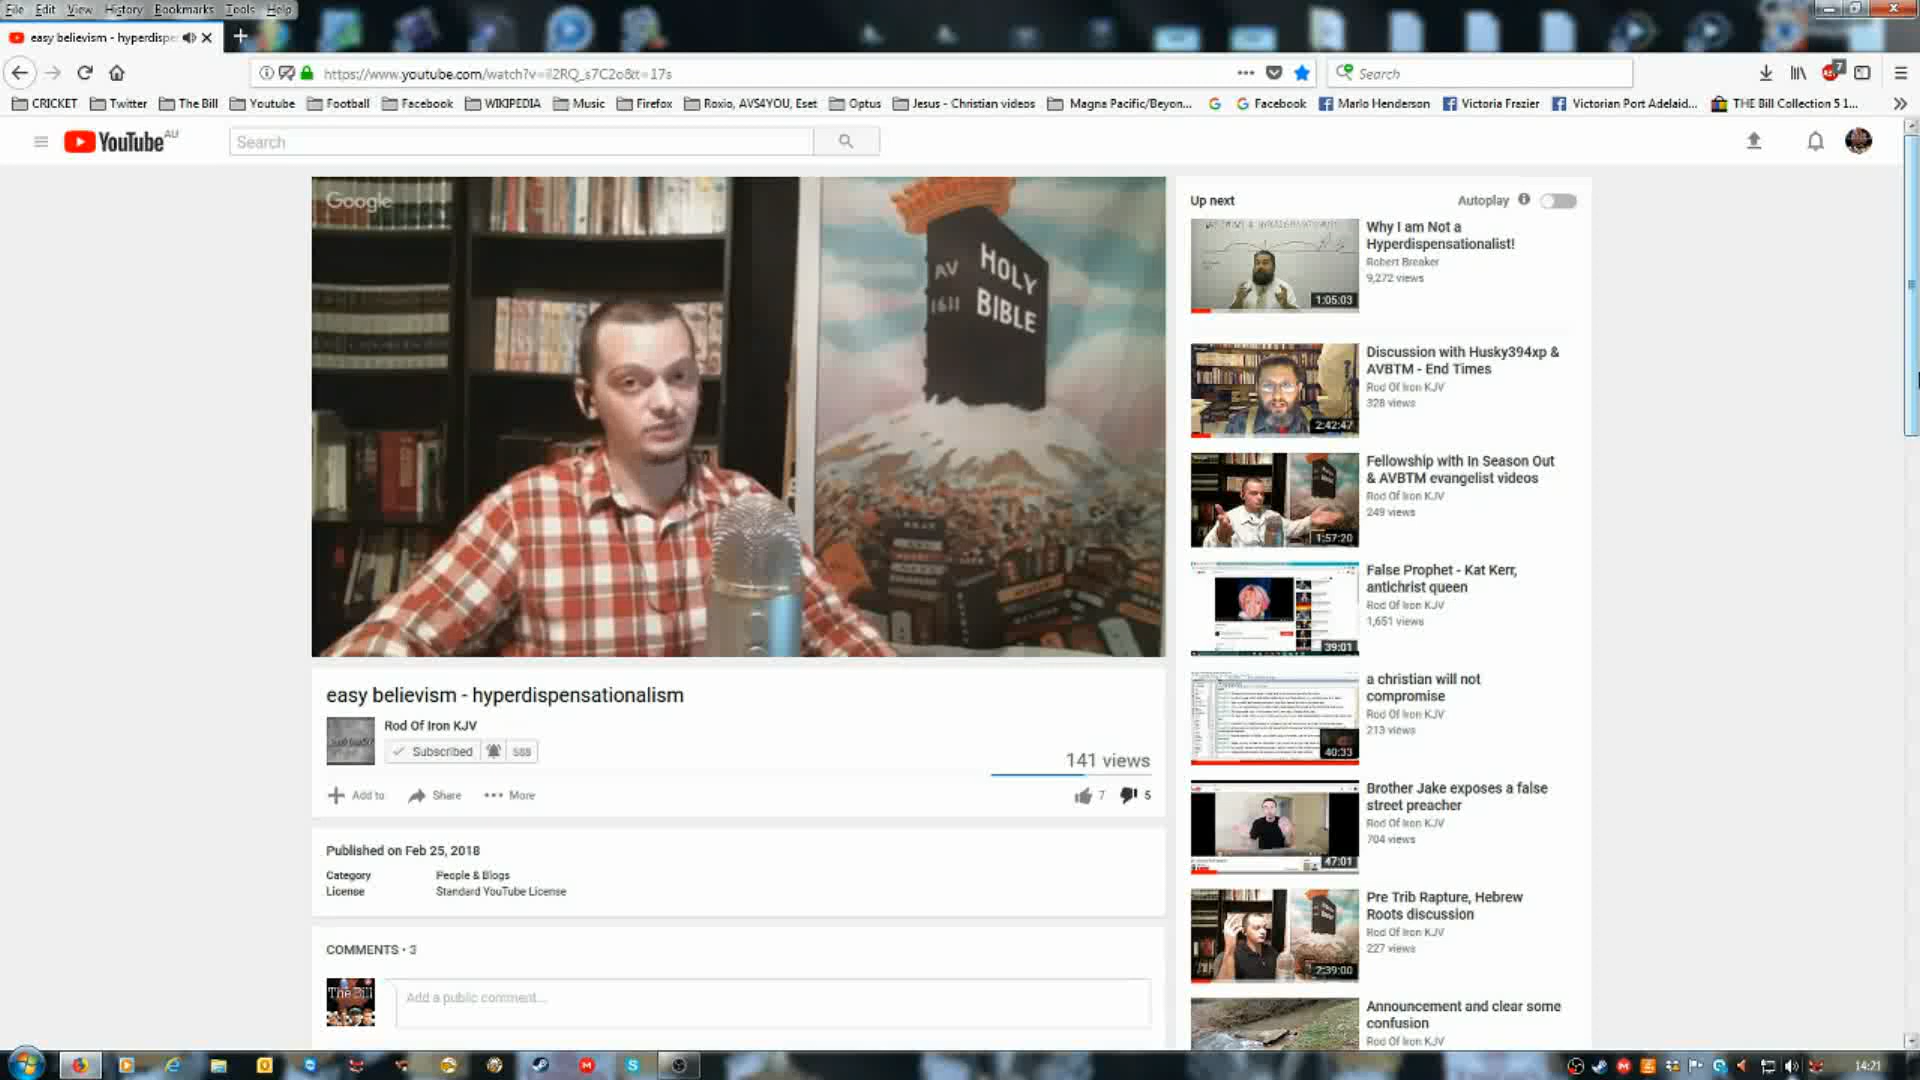 File Edit View History Bookmarks Tools Help
easy believism - hyperdisper
https://www.youtube.com/watch?v=
Search
CRICKET Twitter The Bill Youtube Football Facebook WIKIPEDIA Music Firefox Roxio, AVS4YOU, Eset Optus Jesus - Christian videos Magna Pacific/Beyon... Facebook Marlo Henderson Victoria Frazier Victorian Port Adelaid... THE Bill Collection 5 1...
YouTube AU
Search
Google
AV 1611
HOLY BIBLE
easy believism - hyperdispensationalism
Rod Of Iron KJV
Subscribed 588
141 views
Add to Share More
7 5
Published on Feb 25, 2018
Category People & Blogs
License Standard YouTube License
COMMENTS • 3
The Bill
Add a public comment...
Up next Autoplay
Why I am Not a
Hyperdispensationalist!
Robert Breaker
9,272 views
1:05:03
Discussion with Husky394xp &
AVBTM - End Times
Rod Of Iron KJV
328 views
2:42:47
Fellowship with In Season Out
& AVBTM evangelist videos
Rod Of Iron KJV
249 views
1:57:20
False Prophet - Kat Kerr,
antichrist queen
Rod Of Iron KJV
1,651 views
39:01
a christian will not
compromise
Rod Of Iron KJV
213 views
40:33
Brother Jake exposes a false
street preacher
Rod Of Iron KJV
704 views
47:01
Pre Trib Rapture, Hebrew
Roots discussion
Rod Of Iron KJV
227 views
2:39:00
Announcement and clear some
confusion
Rod Of Iron KJV
14:21